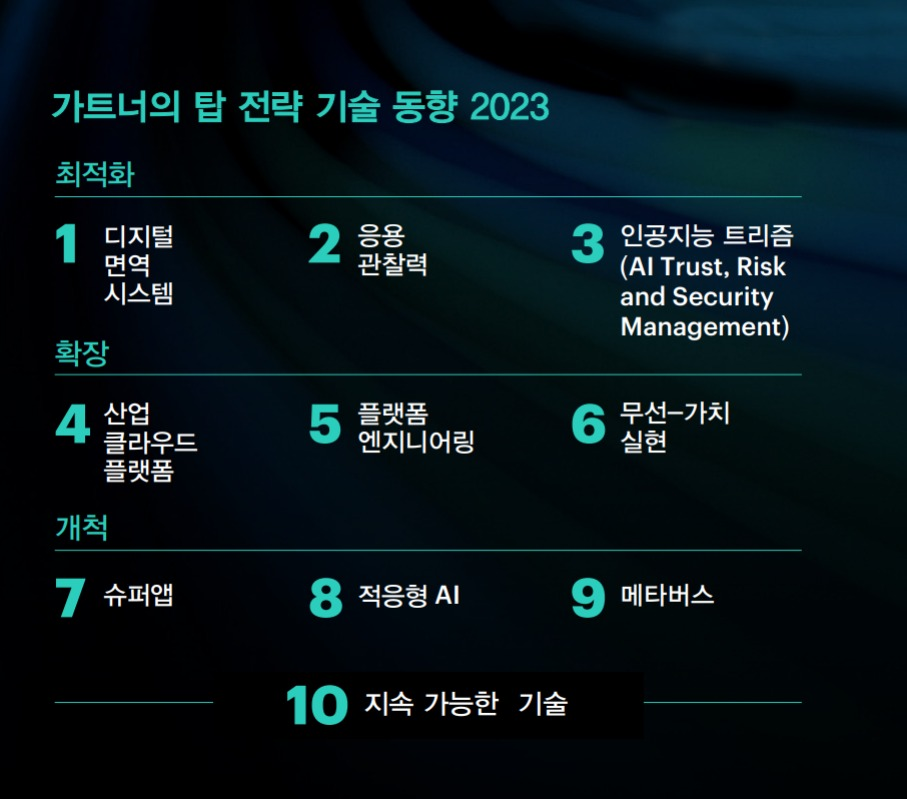 가트너의 탑 전략 기술 동향 2023
최적화
1 디지털
면역
시스템
2 응용
관찰력
3 인공지능 트리즘
(AI Trust, Risk
and Security
Management)
확장
4 산업
클라우드
플랫폼
5 플랫폼
엔지니어링
6 무선-가치
실현
개척
7 슈퍼앱
8 적응형 AI
9 메타버스
10 지속 가능한 기술